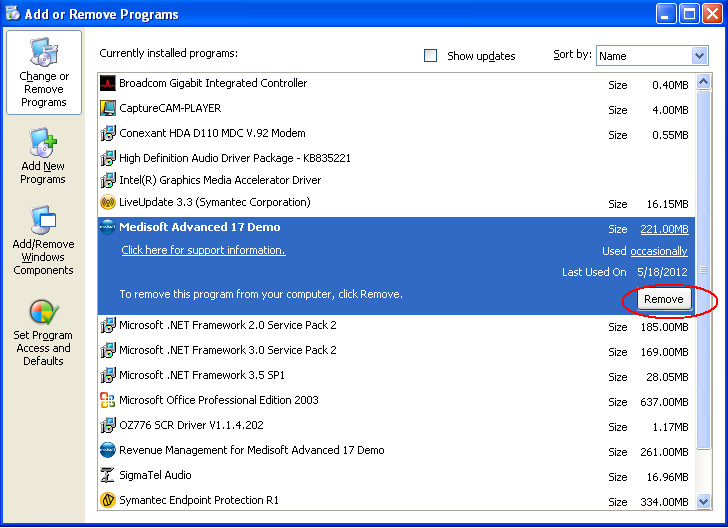 Add or Remove Programs
Change or
Remove
Programs
Add New
Programs
Add/Remove
Windows
Components
Set Program
Access and
Defaults
Currently installed programs:
Show updates
Sort by: Name
Broadcom Gigabit Integrated Controller Size 0.40MB
CaptureCAM-PLAYER Size 4.00MB
Conexant HDA D110 MDC V.92 Modem Size 0.55MB
High Definition Audio Driver Package - KB835221
Intel(R) Graphics Media Accelerator Driver
LiveUpdate 3.3 (Symantec Corporation) Size 16.15MB
Medisoft Advanced 17 Demo Size 221.00MB
Click here for support information. Used occasionally
Last Used On 5/18/2012
To remove this program from your computer, click Remove. Remove
Microsoft .NET Framework 2.0 Service Pack 2 Size 185.00MB
Microsoft .NET Framework 3.0 Service Pack 2 Size 169.00MB
Microsoft .NET Framework 3.5 SP1 Size 28.05MB
Microsoft Office Professional Edition 2003 Size 637.00MB
OZ776 SCR Driver V1.1.4.202 Size 1.17MB
Revenue Management for Medisoft Advanced 17 Demo Size 261.00MB
SigmaTel Audio Size 16.96MB
Symantec Endpoint Protection R1 Size 334.00MB